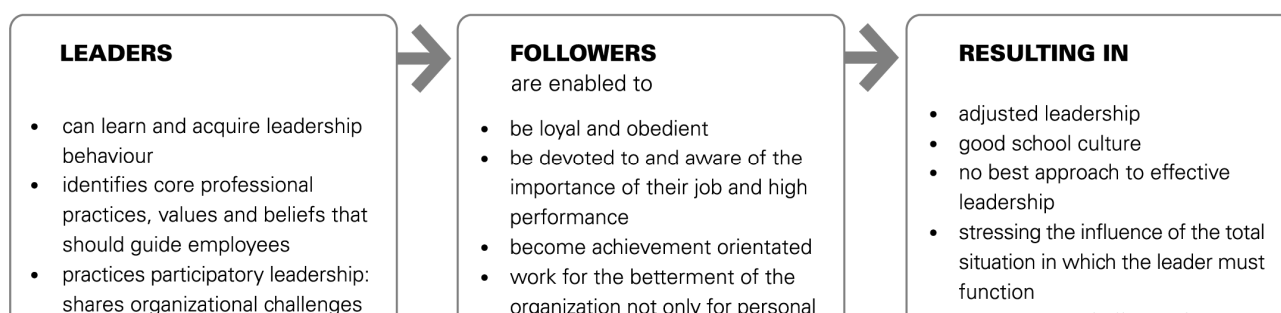 LEADERS
• can learn and acquire leadership
behaviour
• identifies core professional
practices, values and beliefs that
should guide employees
• practices participatory leadership:
shares organizational challenges
FOLLOWERS
are enabled to
• be loyal and obedient
• be devoted to and aware of the
importance of their job and high
performance
• become achievement orientated
• work for the betterment of the
organization not only for personal
RESULTING IN
• adjusted leadership
• good school culture
• no best approach to effective
leadership
• stressing the influence of the total
situation in which the leader must
function